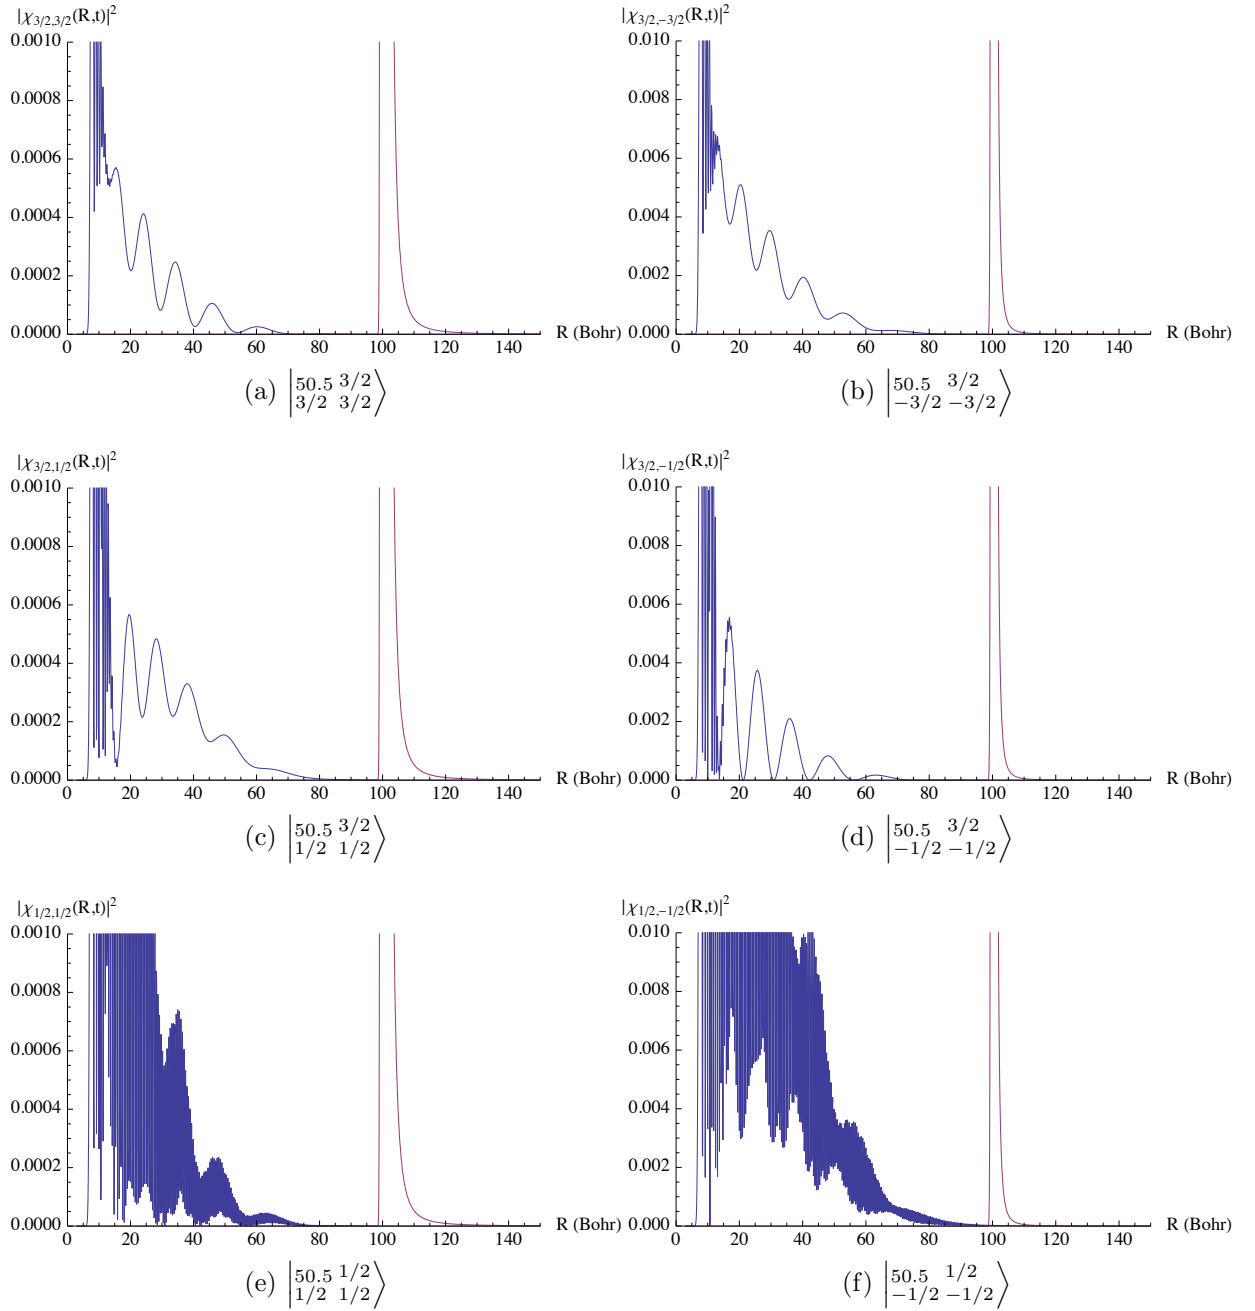 |χ3/2,3/2(R,t)|²
0.0010
0.0008
0.0006
0.0004
0.0002
0.0000
0 20 40 60 80 100 120 140 R (Bohr)
(a) |50.5 3/2
3/2 3/2⟩
|χ3/2,−3/2(R,t)|²
0.010
0.008
0.006
0.004
0.002
0.000
0 20 40 60 80 100 120 140 R (Bohr)
(b) |50.5 3/2
−3/2 −3/2⟩
|χ3/2,1/2(R,t)|²
0.0010
0.0008
0.0006
0.0004
0.0002
0.0000
0 20 40 60 80 100 120 140 R (Bohr)
(c) |50.5 3/2
1/2 1/2⟩
|χ3/2,−1/2(R,t)|²
0.010
0.008
0.006
0.004
0.002
0.000
0 20 40 60 80 100 120 140 R (Bohr)
(d) |50.5 3/2
−1/2 −1/2⟩
|χ1/2,1/2(R,t)|²
0.0010
0.0008
0.0006
0.0004
0.0002
0.0000
0 20 40 60 80 100 120 140 R (Bohr)
(e) |50.5 1/2
1/2 1/2⟩
|χ1/2,−1/2(R,t)|²
0.010
0.008
0.006
0.004
0.002
0.000
0 20 40 60 80 100 120 140 R (Bohr)
(f) |50.5 1/2
−1/2 −1/2⟩